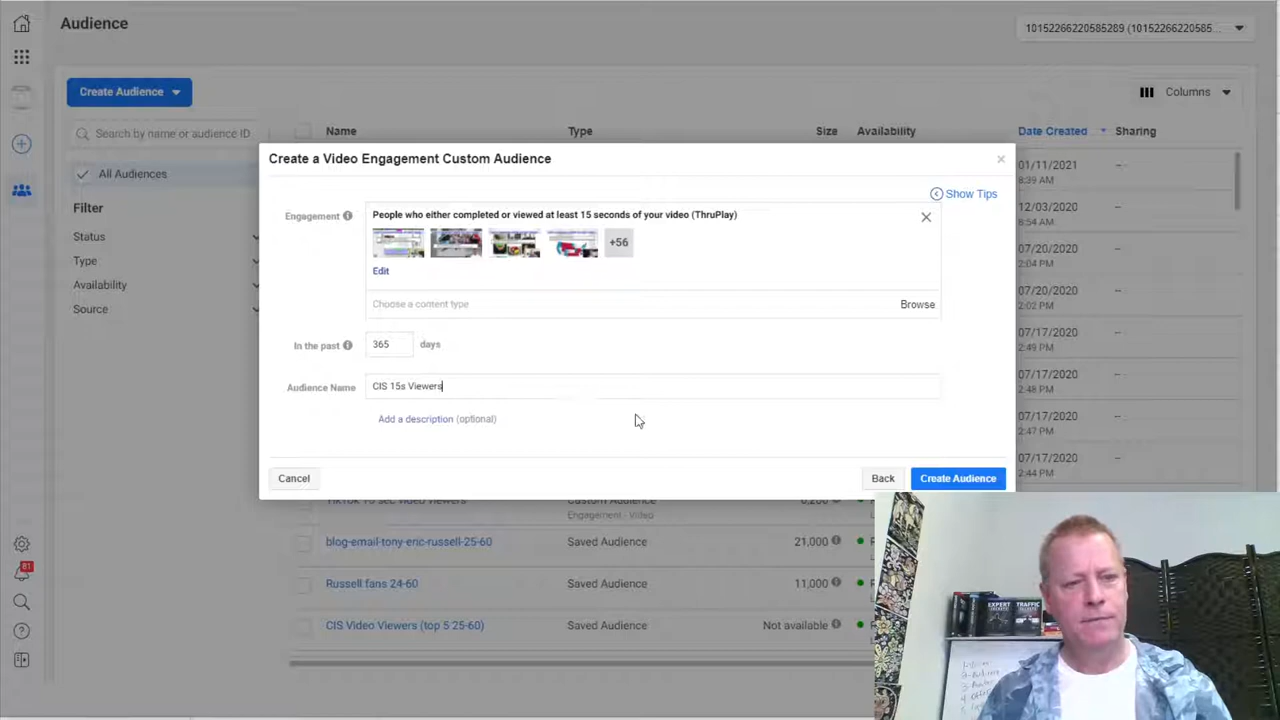 Audience
10152266220585289 (10152266220585...
Create Audience
Columns
Search by name or audience ID
Name
Type
Size
Availability
Date Created
Sharing
All Audiences
Filter
Status
Type
Availability
Source
Create a Video Engagement Custom Audience
Show Tips
Engagement
People who either completed or viewed at least 15 seconds of your video (ThruPlay)
+56
Edit
Choose a content type
Browse
In the past
365
days
Audience Name
CIS 15s Viewers
Add a description (optional)
Cancel
Back
Create Audience
01/11/2021
8:39 AM
--
12/03/2020
8:54 AM
--
07/20/2020
2:04 PM
--
07/20/2020
2:02 PM
--
07/17/2020
2:49 PM
--
07/17/2020
2:48 PM
--
07/17/2020
2:47 PM
--
07/17/2020
2:44 PM
--
TikTok 15 sec video viewers
Custom Audience
Engagement - Video
blog-email-tony-eric-russell-25-60
Saved Audience
21,000
Russell fans 24-60
Saved Audience
11,000
CIS Video Viewers (top 5 25-60)
Saved Audience
Not available
81
EXPERT
SECRETS
TRAFFIC
SECRETS